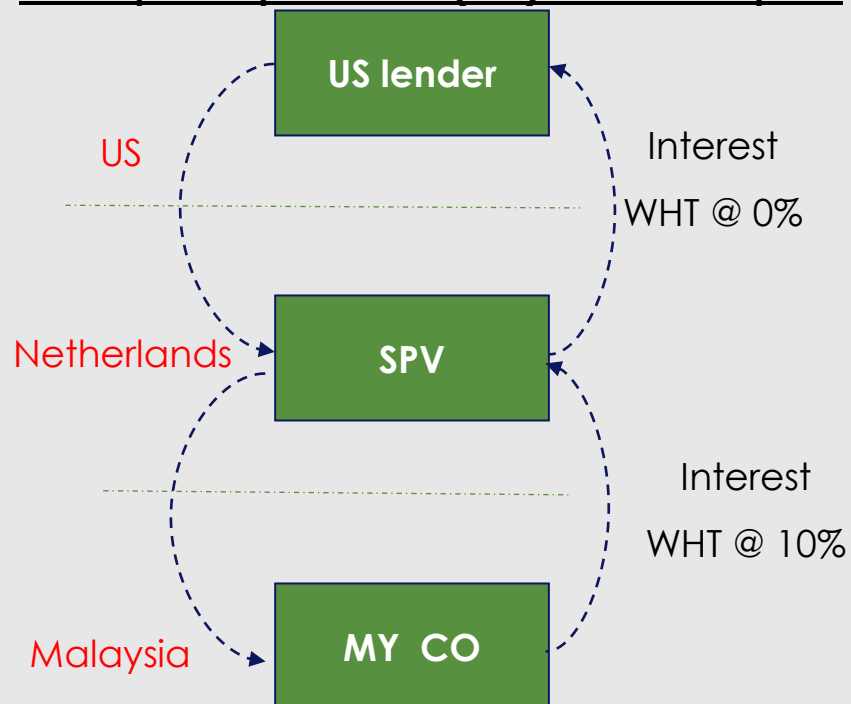 US lender
US
Interest
WHT @ 0%
Netherlands
SPV
Interest
WHT @ 10%
Malaysia
MY CO